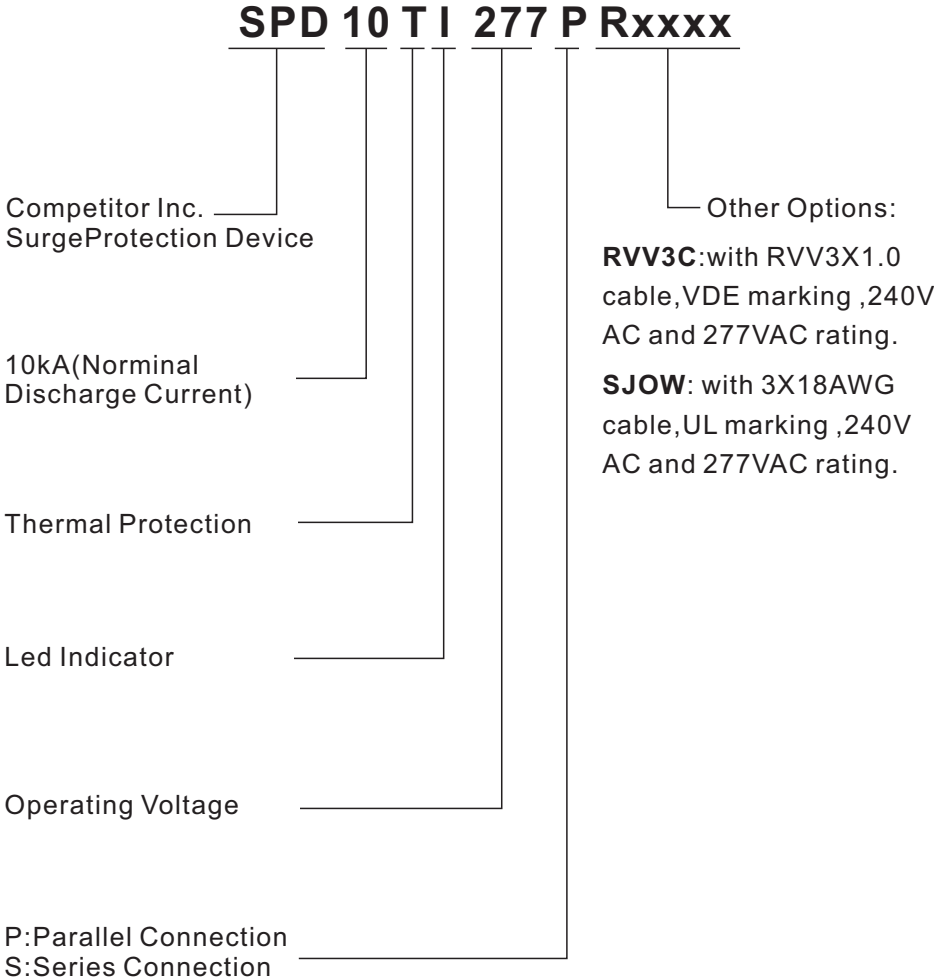 SPD 10 T I 277 P Rxxxx
Competitor Inc.
SurgeProtection Device
10kA(Norminal
Discharge Current)
Thermal Protection
Led Indicator
Operating Voltage
P:Parallel Connection
S:Series Connection
Other Options:
RVV3C:with RVV3X1.0
cable,VDE marking ,240V
AC and 277VAC rating.
SJOW: with 3X18AWG
cable,UL marking ,240V
AC and 277VAC rating.